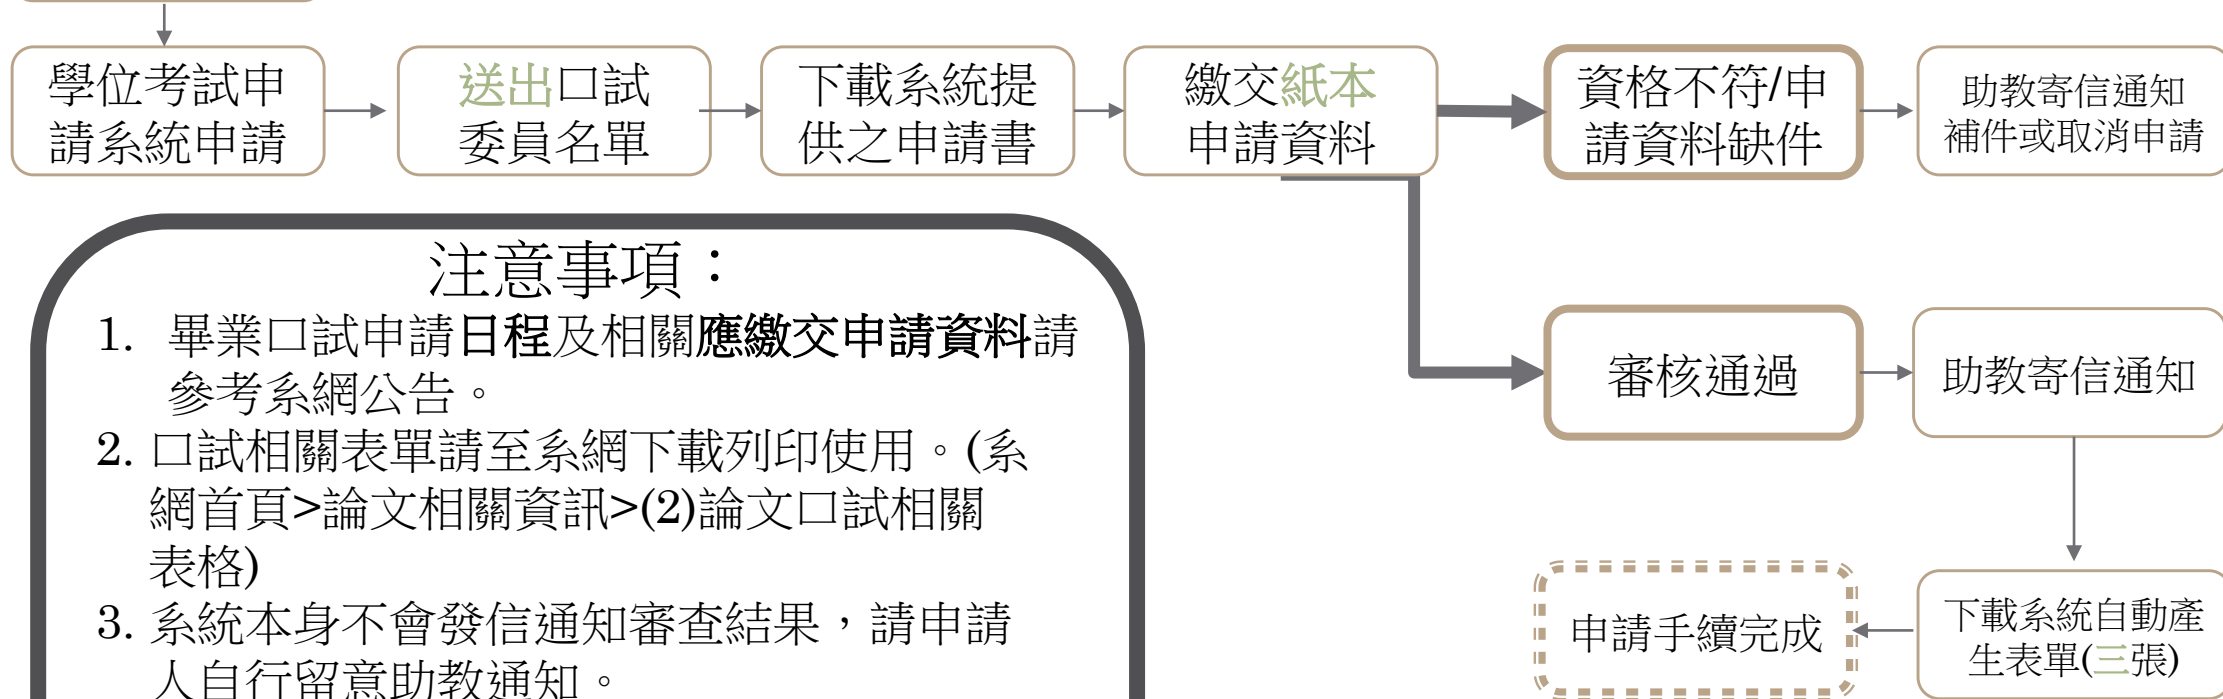 學位考試申
請系統申請
送出口試
委員名單
下載系統提
供之申請書
繳交紙本
申請資料
資格不符/申
請資料缺件
助教寄信通知
補件或取消申請
注意事項：
1. 畢業口試申請日程及相關應繳交申請資料請
參考系網公告。
2. 口試相關表單請至系網下載列印使用。(系
網首頁>論文相關資訊>(2)論文口試相關
表格)
3. 系統本身不會發信通知審查結果，請申請
人自行留意助教通知。
審核通過
助教寄信通知
下載系統自動產
生表單(三張)
申請手續完成